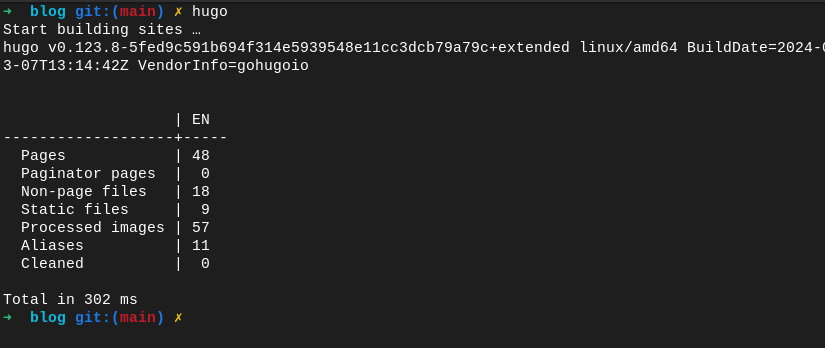 ➜  blog git:(main) ✗ hugo
Start building sites …
hugo v0.123.8-5fed9c591b694f314e5939548e11cc3dcb79a79c+extended linux/amd64 BuildDate=2024-0
3-07T13:14:42Z VendorInfo=gohugoio
                   | EN
-------------------+-----
  Pages            | 48
  Paginator pages  |  0
  Non-page files   | 18
  Static files     |  9
  Processed images | 57
  Aliases          | 11
  Cleaned          |  0
Total in 302 ms
➜  blog git:(main) ✗